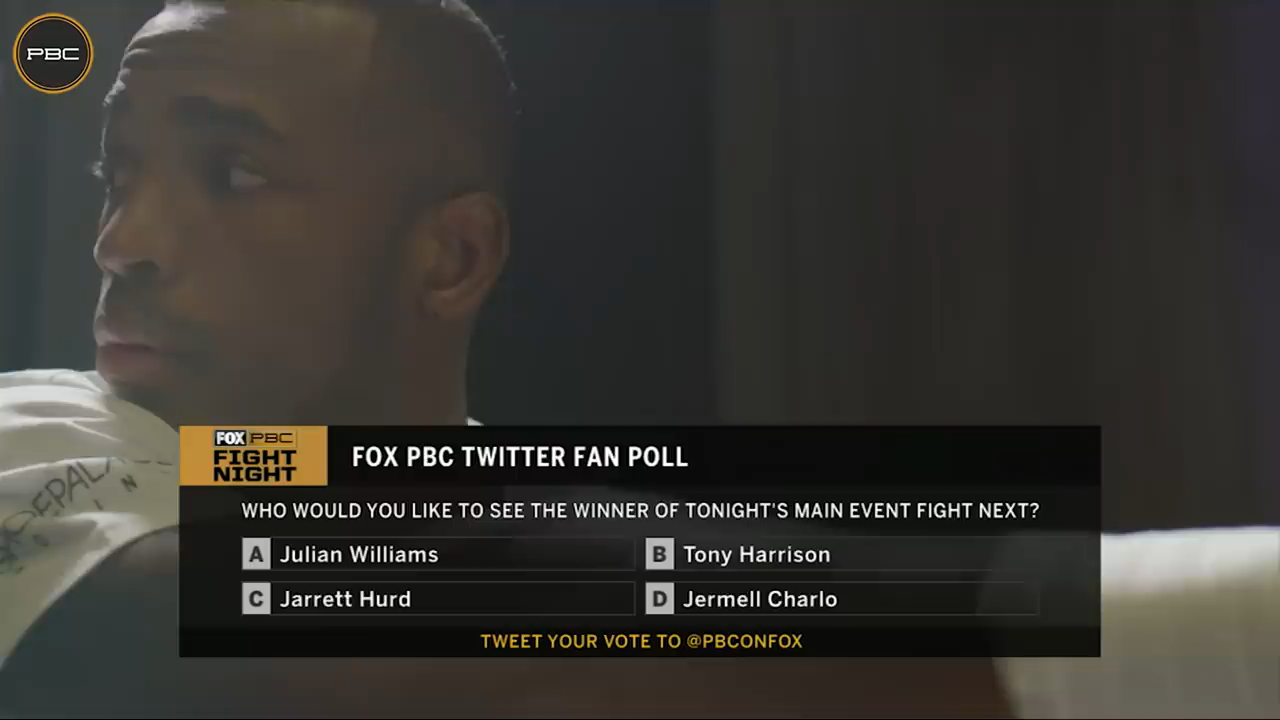 PBC
FOX PBC
FIGHT
NIGHT
FOX PBC TWITTER FAN POLL
WHO WOULD YOU LIKE TO SEE THE WINNER OF TONIGHT'S MAIN EVENT FIGHT NEXT?
A Julian Williams
B Tony Harrison
C Jarrett Hurd
D Jermell Charlo
TWEET YOUR VOTE TO @PBCONFOX